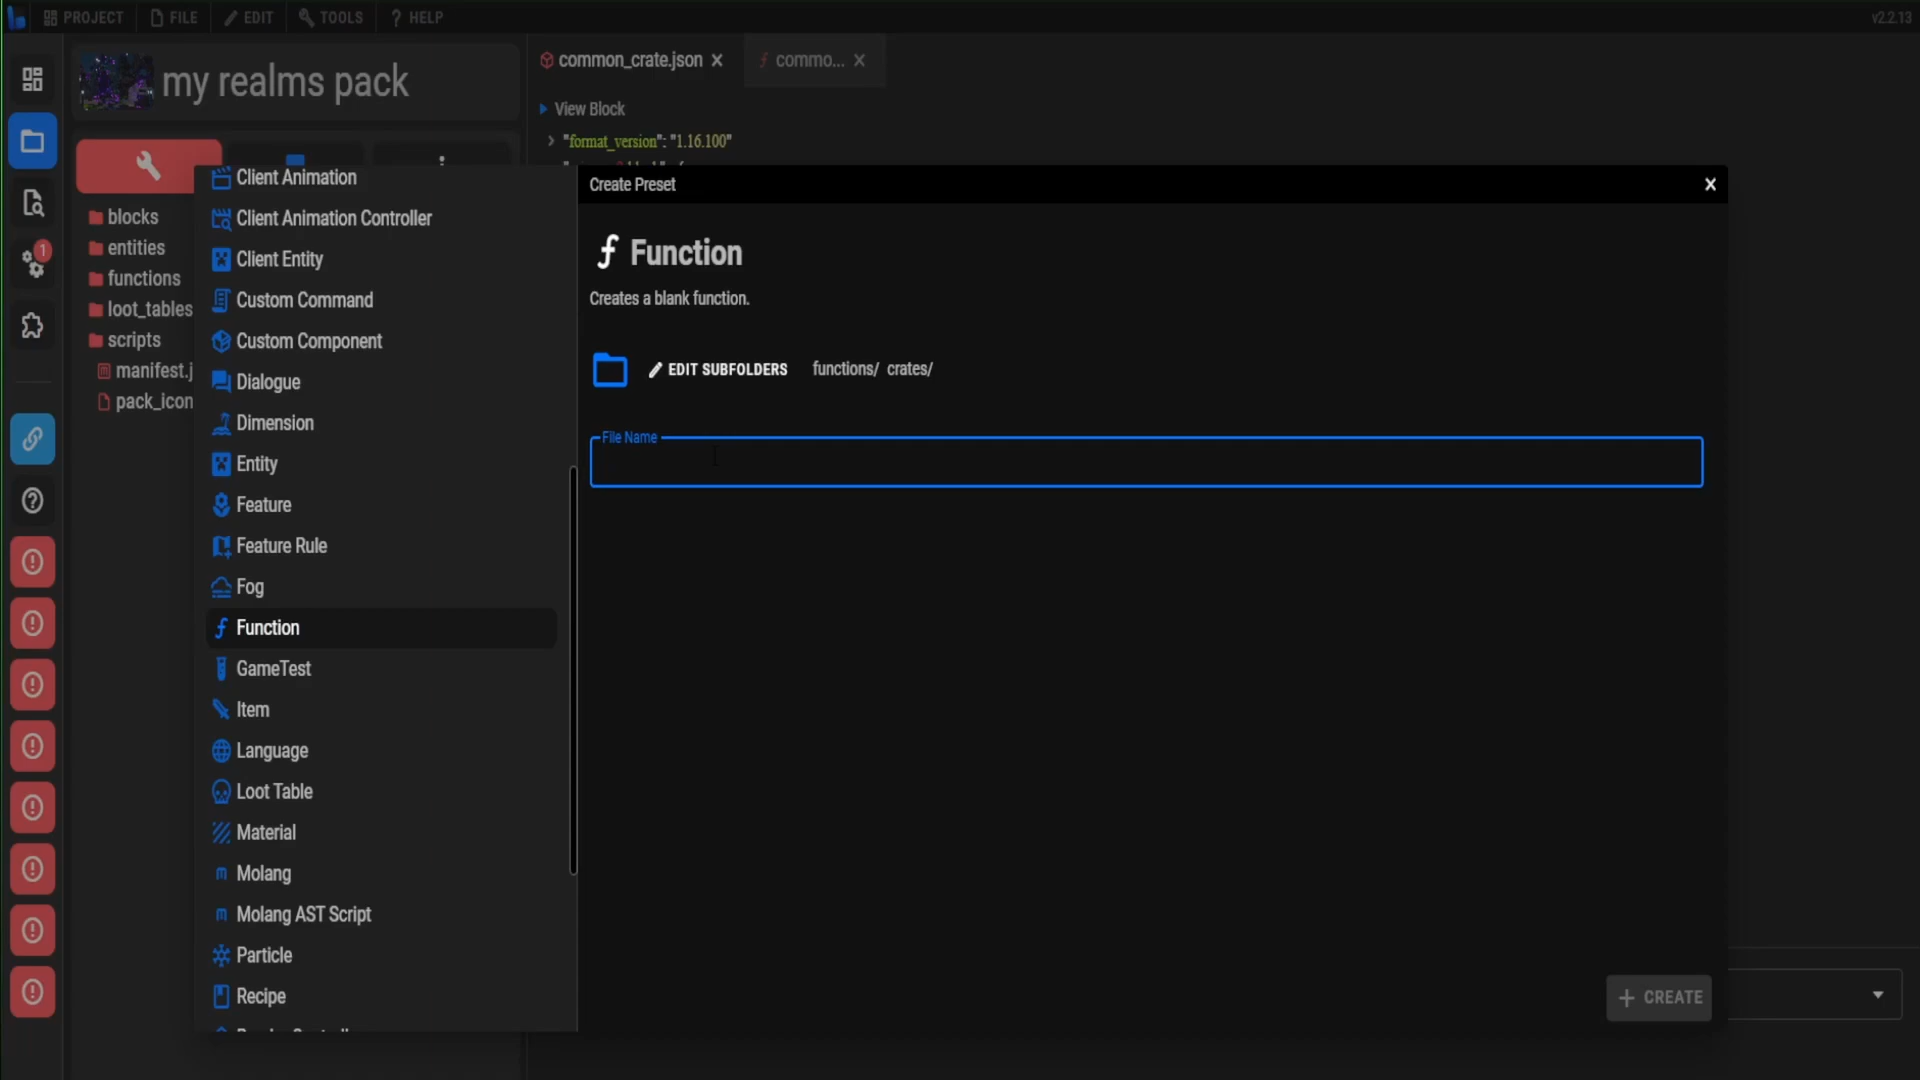 PROJECT
FILE
EDIT
TOOLS
? HELP
v2.2.13
my realms pack
common_crate.json
commo...
View Block
"format_version": "1.16.100"
1
blocks
entities
functions
loot_tables
scripts
manifest.j
pack_icon
Client Animation
Client Animation Controller
Client Entity
Custom Command
Custom Component
Dialogue
Dimension
Entity
Feature
Feature Rule
Fog
Function
GameTest
Item
Language
Loot Table
Material
Molang
Molang AST Script
Particle
Recipe
Create Preset
Function
Creates a blank function.
EDIT SUBFOLDERS
functions/ crates/
File Name
+ CREATE